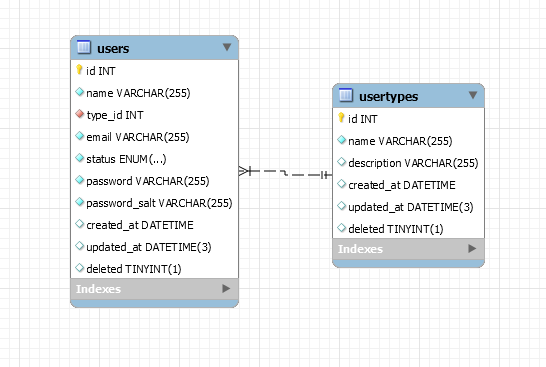 users
id INT
name VARCHAR(255)
type_id INT
email VARCHAR(255)
status ENUM(...)
password VARCHAR(255)
password_salt VARCHAR(255)
created_at DATETIME
updated_at DATETIME(3)
deleted TINYINT(1)
Indexes
usertypes
id INT
name VARCHAR(255)
description VARCHAR(255)
created_at DATETIME
updated_at DATETIME(3)
deleted TINYINT(1)
Indexes